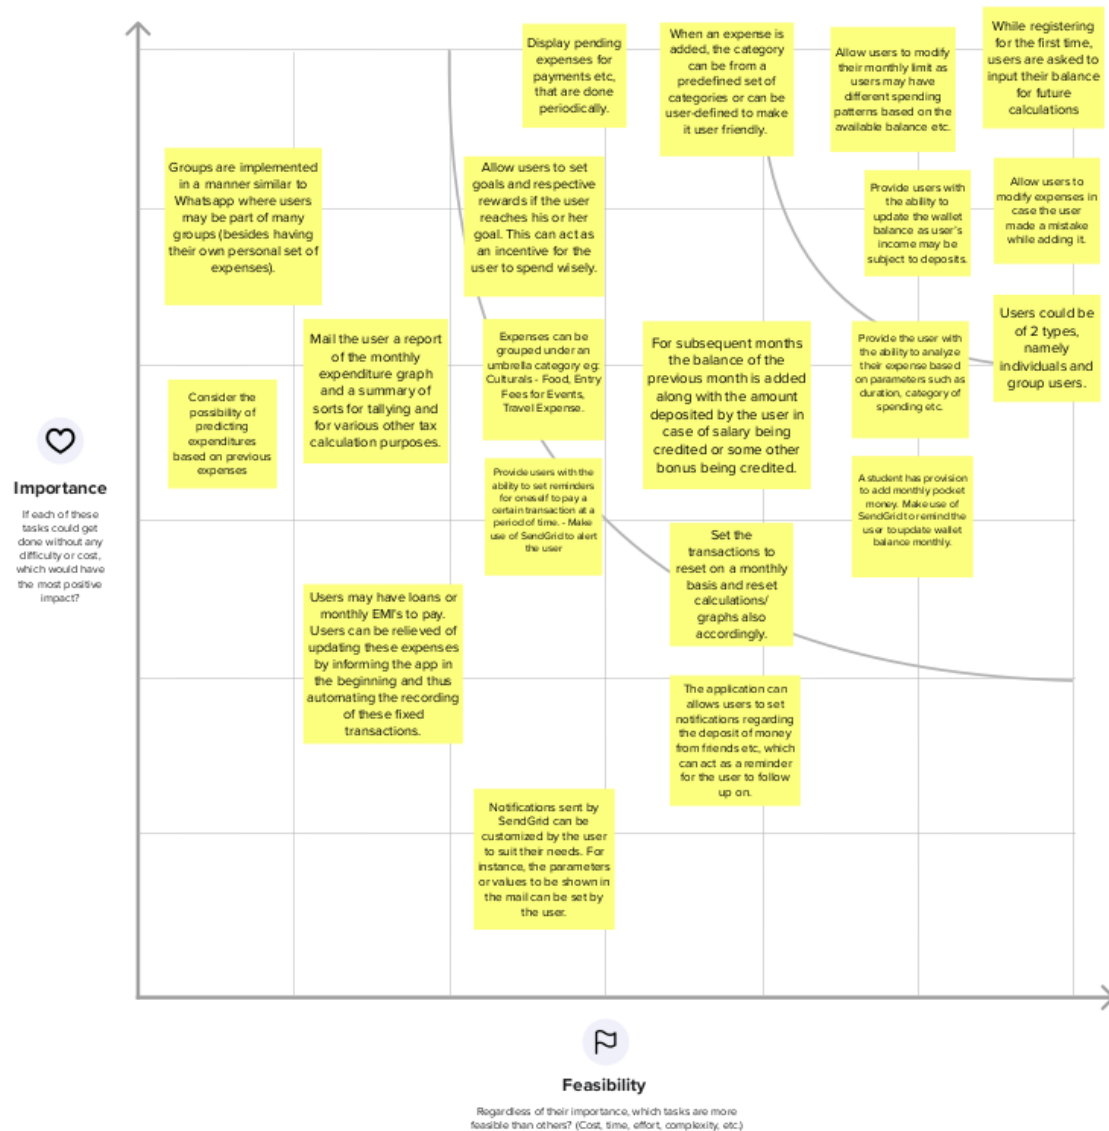 Display pending
expenses for
payments etc,
that are done
periodically.
When an expense is
added, the category
can be from a
predefined set of
categories or can be
user-defined to make
it user friendly.
Allow users to modify
their monthly limit as
users may have
different spending
patterns based on the
available balance etc.
While registering
for the first time,
users are asked to
input their balance
for future
calculations
Groups are implemented
in a manner similar to
Whatsapp where users
may be part of many
groups (besides having
their own personal set of
expenses).
Allow users to set
goals and respective
rewards if the user
reaches his or her
goal. This can act as
an incentive for the
user to spend wisely.
Provide users with
the ability to
update the wallet
balance as user's
income may be
subject to deposits.
Allow users to
modify expenses in
case the user
made a mistake
while adding it.
Mail the user a report
of the monthly
expenditure graph
and a summary of
sorts for tallying and
for various other tax
calculation purposes.
Expenses can be
grouped under an
umbrella category eg:
Culturals - Food, Entry
Fees for Events,
Travel Expense.
For subsequent months
the balance of the
previous month is added
along with the amount
deposited by the user in
case of salary being
credited or some other
bonus being credited.
Provide the user with
the ability to analyze
their expense based
on parameters such as
duration, category of
spending etc.
Users could be
of 2 types,
namely
individuals and
group users.
Consider the
possibility of
predicting
expenditures
based on previous
expenses
Provide users with the
ability to set reminders
for oneself to pay a
certain transaction at a
period of time. - Make
use of SendGrid to alert
the user
A student has provision
to add monthly pocket
money. Make use of
SendGrid to remind the
user to update wallet
balance monthly.
Importance
If each of these
tasks could get
done without any
difficulty or cost,
which would have
the most positive
impact?
Set the
transactions to
reset on a monthly
basis and reset
calculations/
graphs also
accordingly.
Users may have loans or
monthly EMI's to pay.
Users can be relieved of
updating these expenses
by informing the app in
the beginning and thus
automating the recording
of these fixed
transactions.
The application can
allows users to set
notifications regarding
the deposit of money
from friends etc, which
can act as a reminder
for the user to follow
up on.
Notifications sent by
SendGrid can be
customized by the user
to suit their needs. For
instance, the parameters
or values to be shown in
the mail can be set by
the user.
Feasibility
Regardless of their importance, which tasks are more
feasible than others? (Cost, time, effort, complexity, etc.)